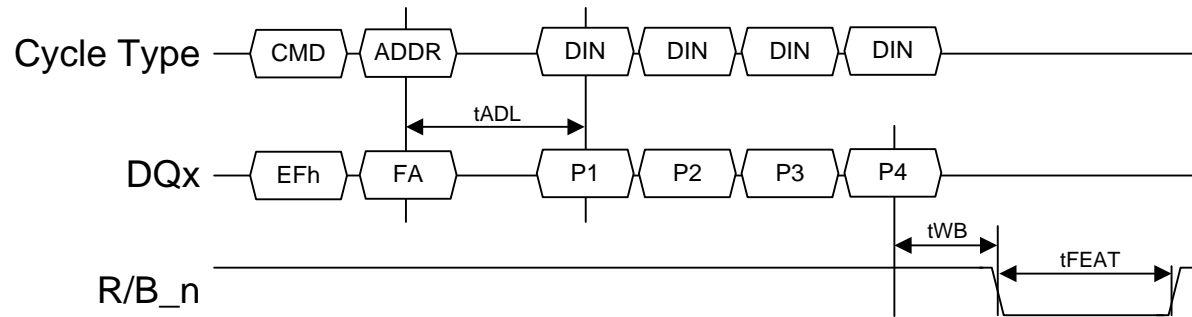 Cycle Type CMD ADDR DIN DIN DIN DIN
tADL
DQx EFh FA P1 P2 P3 P4
tWB tFEAT
R/B_n